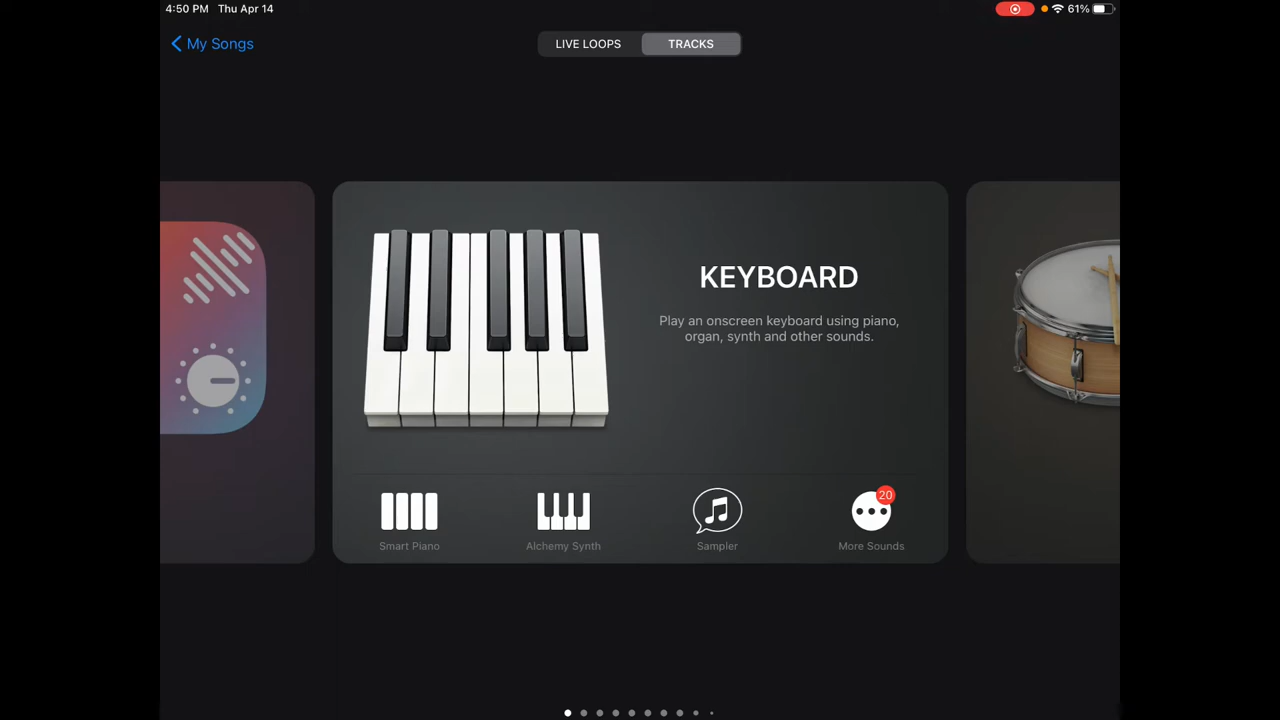 4:50 PM Thu Apr 14
61%
My Songs
LIVE LOOPS
TRACKS
KEYBOARD
Play an onscreen keyboard using piano,
organ, synth and other sounds.
20
Smart Piano
Alchemy Synth
Sampler
More Sounds